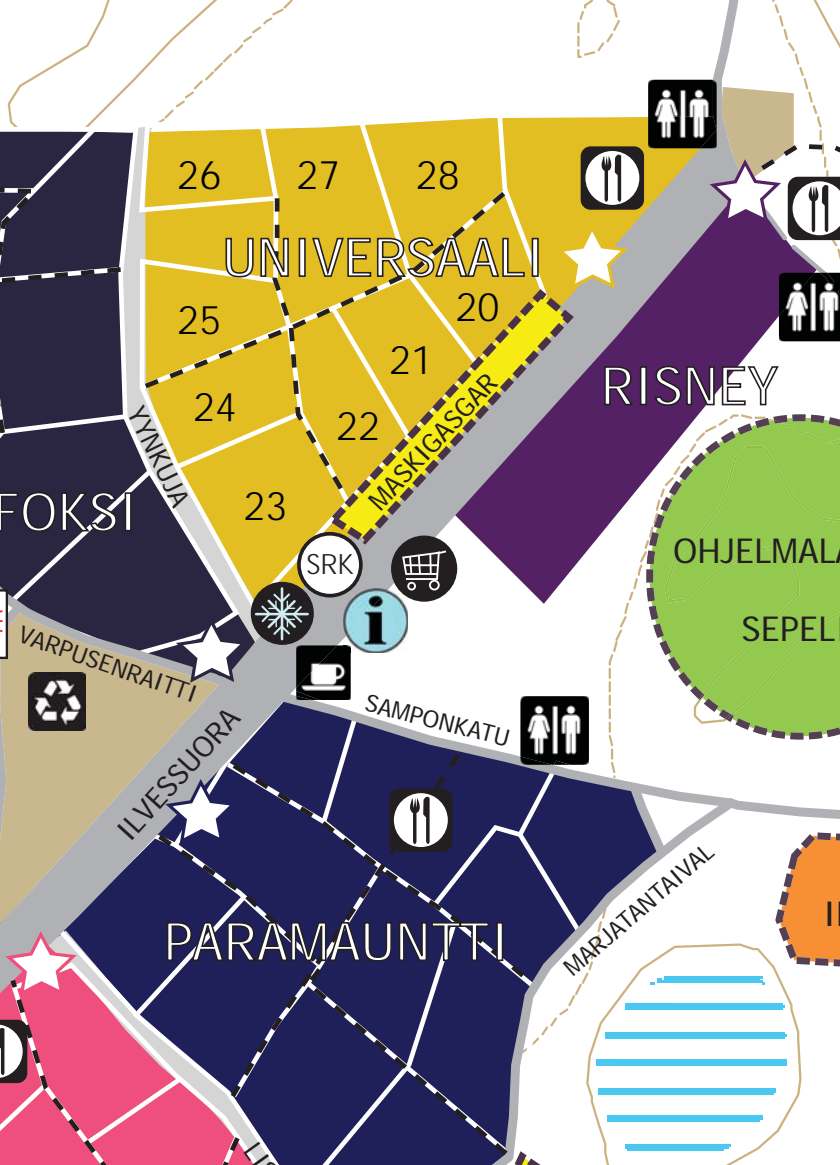 26
27
28
UNIVERSAALI
20
25
21
RISNEY
24
22
MASKIGASGAR
YYNKUJA
23
FOKSI
OHJELMALA
SRK
i
SEPELI
VARPUSENRAITTI
SAMPONKATU
ILVESSUORA
MARJATANTAIVAL
PARAMAUNTTI